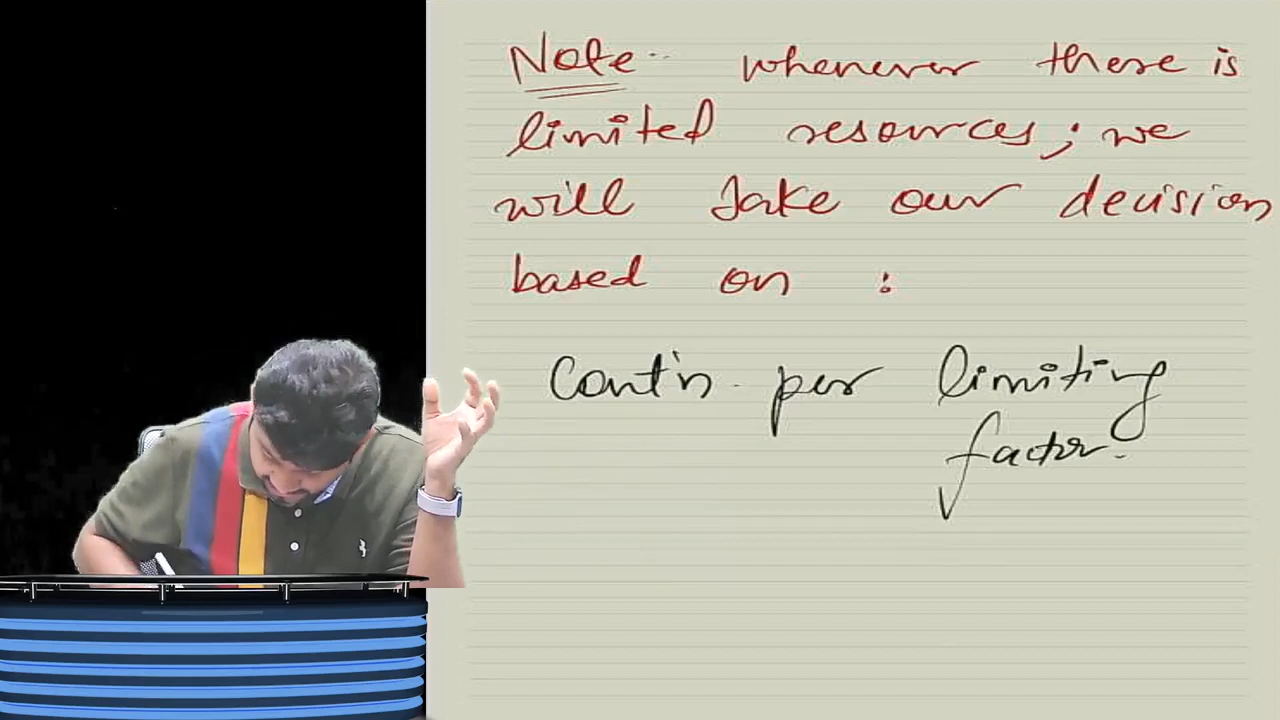 Note:- whenever there is
limited resources; we
will take our decision
based on :
Contn. per limiting
factor.